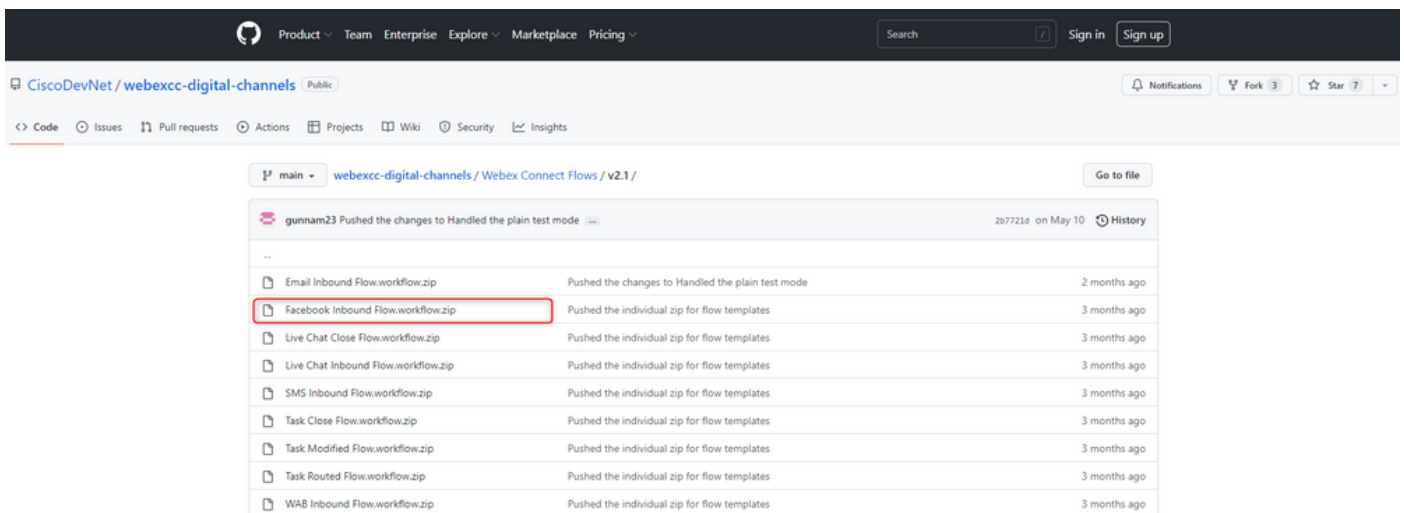 Product Team Enterprise Explore Marketplace Pricing Search / Sign in Sign up
CiscoDevNet / webexcc-digital-channels Public Notifications Fork 3 Star 7
<> Code Issues Pull requests Actions Projects Wiki Security Insights
main webexcc-digital-channels / Webex Connect Flows / v2.1 / Go to file
gunnam23 Pushed the changes to Handled the plain test mode ... 2b7721d on May 10 History
..
Email Inbound Flow.workflow.zip Pushed the changes to Handled the plain test mode 2 months ago
Facebook Inbound Flow.workflow.zip Pushed the individual zip for flow templates 3 months ago
Live Chat Close Flow.workflow.zip Pushed the individual zip for flow templates 3 months ago
Live Chat Inbound Flow.workflow.zip Pushed the individual zip for flow templates 3 months ago
SMS Inbound Flow.workflow.zip Pushed the individual zip for flow templates 3 months ago
Task Close Flow.workflow.zip Pushed the individual zip for flow templates 3 months ago
Task Modified Flow.workflow.zip Pushed the individual zip for flow templates 3 months ago
Task Routed Flow.workflow.zip Pushed the individual zip for flow templates 3 months ago
WAB Inbound Flow.workflow.zip Pushed the individual zip for flow templates 3 months ago